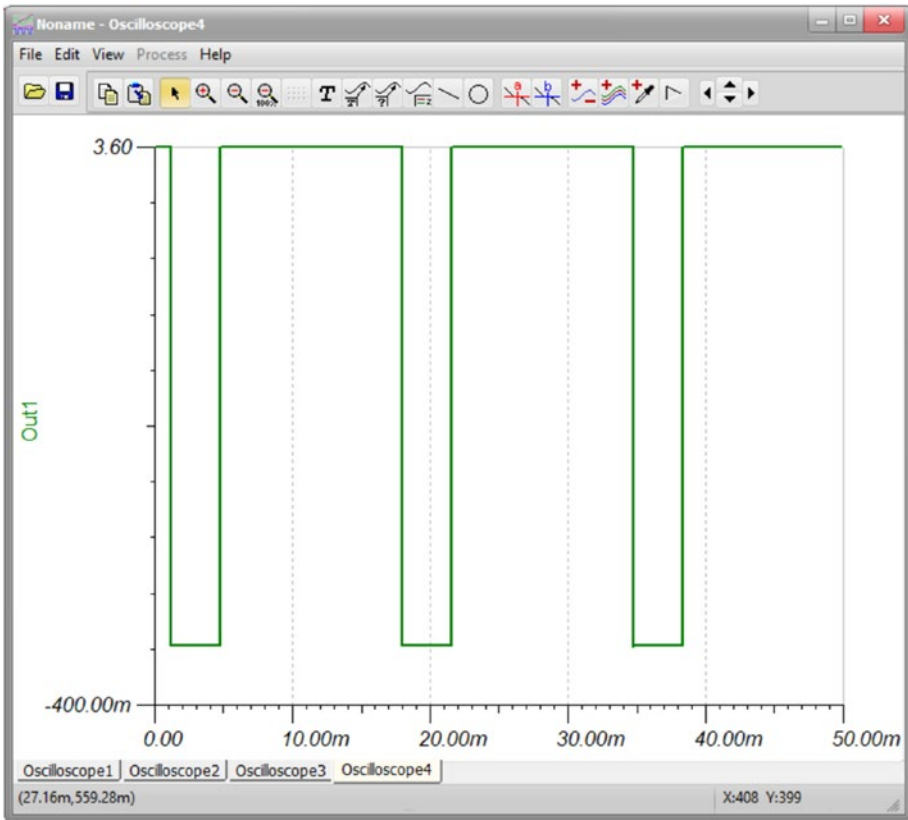 Noname - Oscilloscope4
File Edit View Process Help
100% T
a b
3.60
Out1
-400.00m
0.00 10.00m 20.00m 30.00m 40.00m 50.00m
Oscilloscope1 Oscilloscope2 Oscilloscope3 Oscilloscope4
(27.16m,559.28m) X:408 Y:399